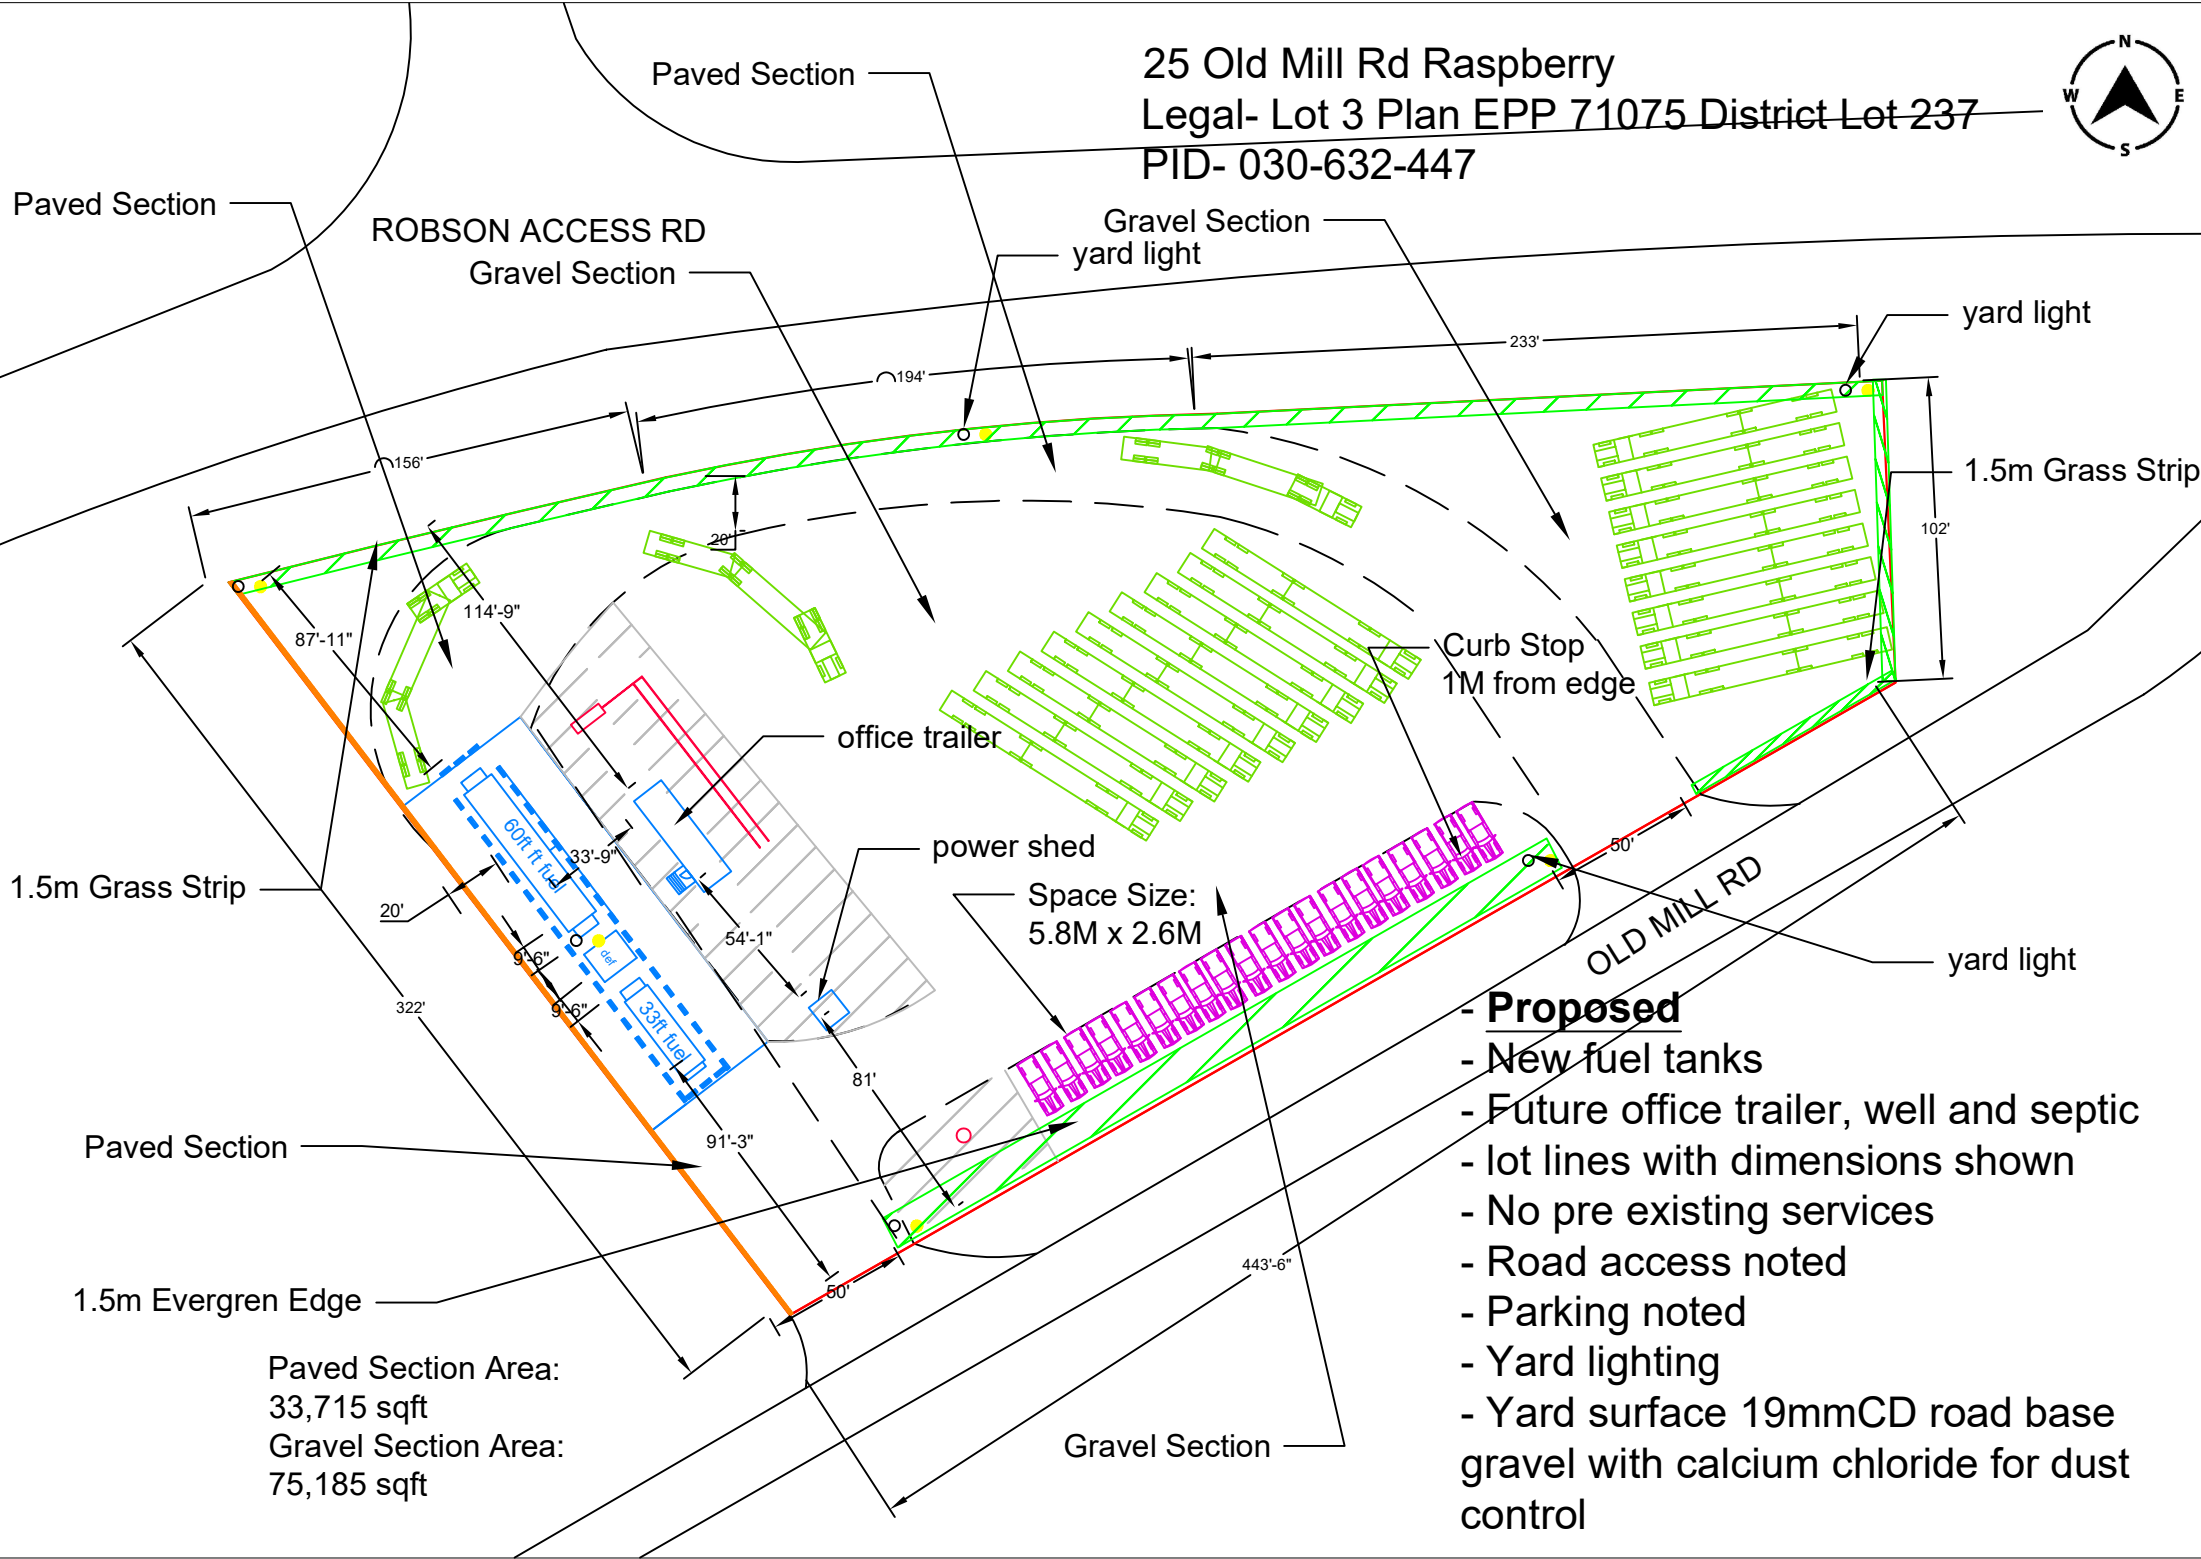 25 Old Mill Rd Raspberry
Legal- Lot 3 Plan EPP 71075 District Lot 237
PID- 030-632-447
N
W
E
S
Paved Section
Paved Section
ROBSON ACCESS RD
Gravel Section
Gravel Section
yard light
yard light
233'
194'
156'
1.5m Grass Strip
102'
20'
114'-9"
87'-11"
Curb Stop
1M from edge
office trailer
60ft ft fuel
33'-9"
power shed
50'
1.5m Grass Strip
Space Size:
5.8M x 2.6M
20'
54'-1"
OLD MILL RD
yard light
9'-6"
def
9'-6"
322'
33ft fuel
81'
91'-3"
Paved Section
443'-6"
50'
1.5m Evergren Edge
Paved Section Area:
33,715 sqft
Gravel Section Area:
75,185 sqft
Gravel Section
- Proposed
- New fuel tanks
- Future office trailer, well and septic
- lot lines with dimensions shown
- No pre existing services
- Road access noted
- Parking noted
- Yard lighting
- Yard surface 19mmCD road base
gravel with calcium chloride for dust
control